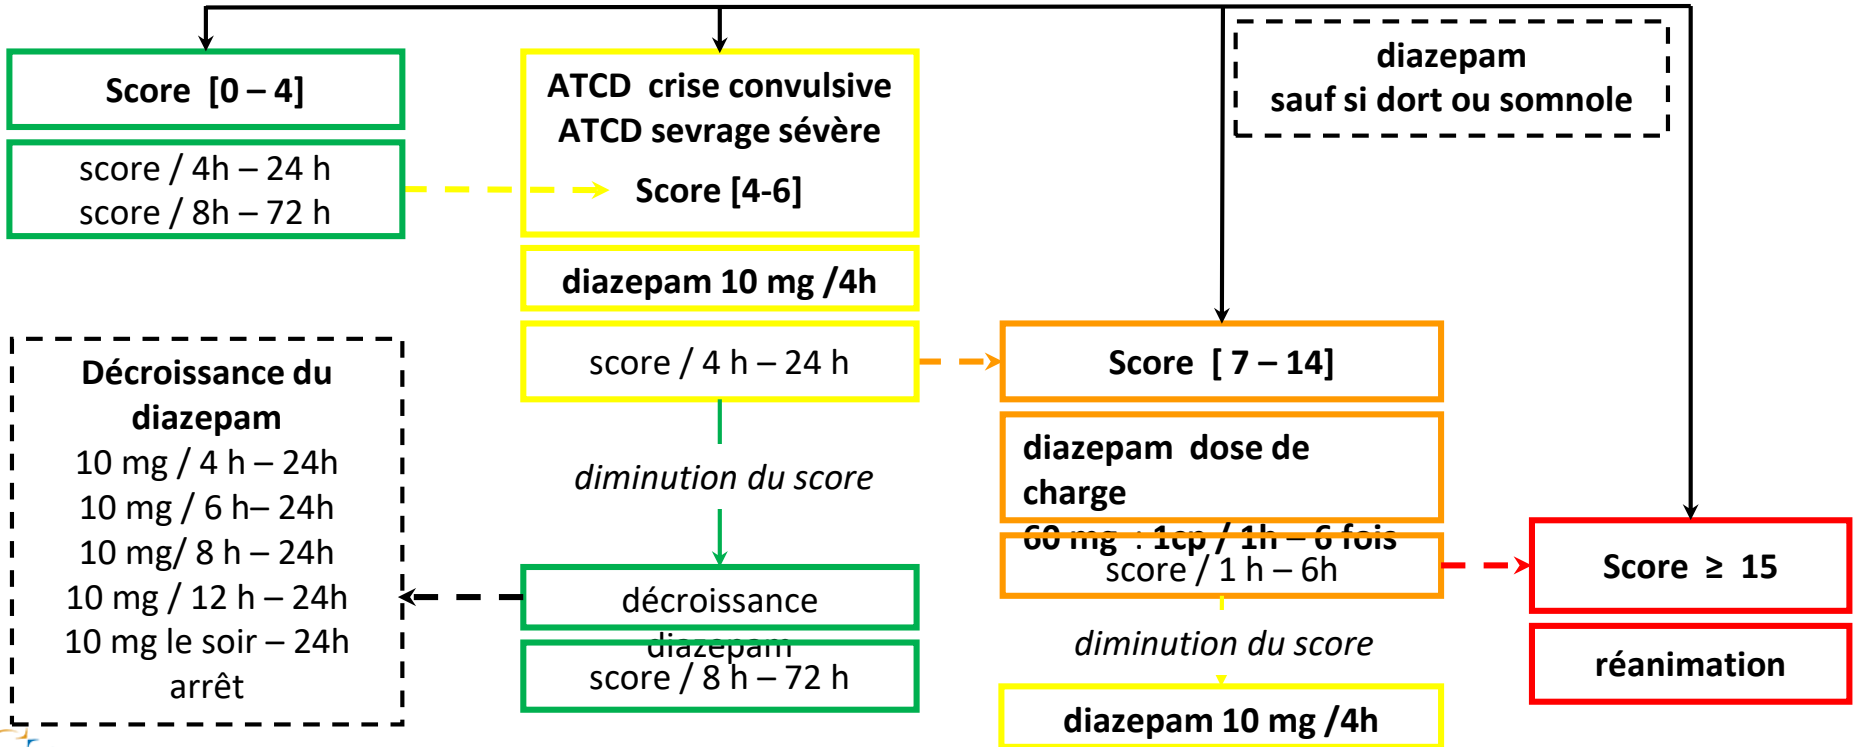 Score [0 – 4]
score / 4h – 24 h
score / 8h – 72 h
ATCD crise convulsive
ATCD sevrage sévère
Score [4-6]
diazepam 10 mg /4h
score / 4 h – 24 h
diminution du score
décroissance
diazepam
score / 8 h – 72 h
Décroissance du
diazepam
10 mg / 4 h – 24h
10 mg / 6 h– 24h
10 mg/ 8 h – 24h
10 mg / 12 h – 24h
10 mg le soir – 24h
arrêt
diazepam
sauf si dort ou somnole
Score [ 7 – 14]
diazepam dose de
charge
60 mg : 1cp / 1h – 6 fois
score / 1 h – 6h
diminution du score
diazepam 10 mg /4h
Score ≥ 15
réanimation